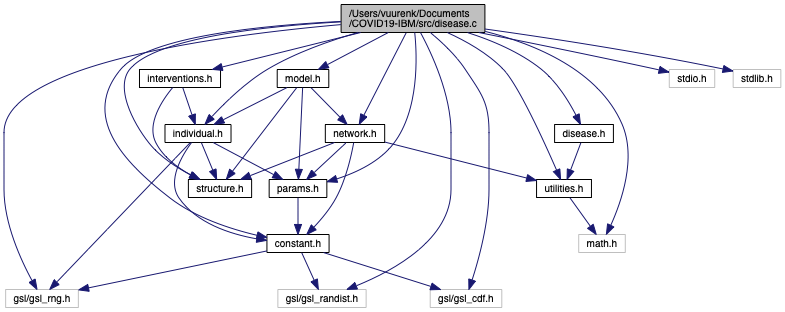 /Users/vuurenk/Documents
/COVID19-IBM/src/disease.c
interventions.h
model.h
stdio.h
stdlib.h
individual.h
network.h
disease.h
structure.h
params.h
utilities.h
constant.h
math.h
gsl/gsl_rng.h
gsl/gsl_randist.h
gsl/gsl_cdf.h